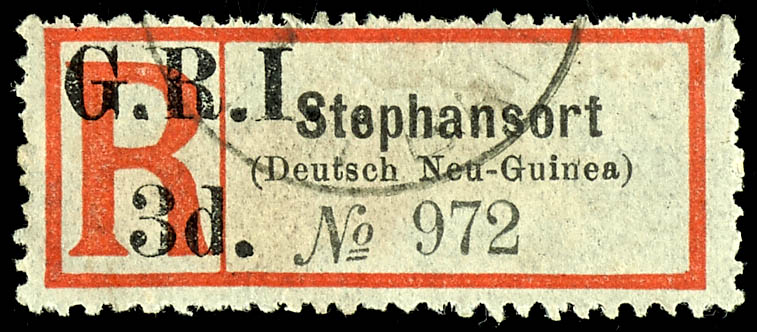 G.R.I.
R
3d.
Stephansort
(Deutsch Neu-Guinea)
No 972